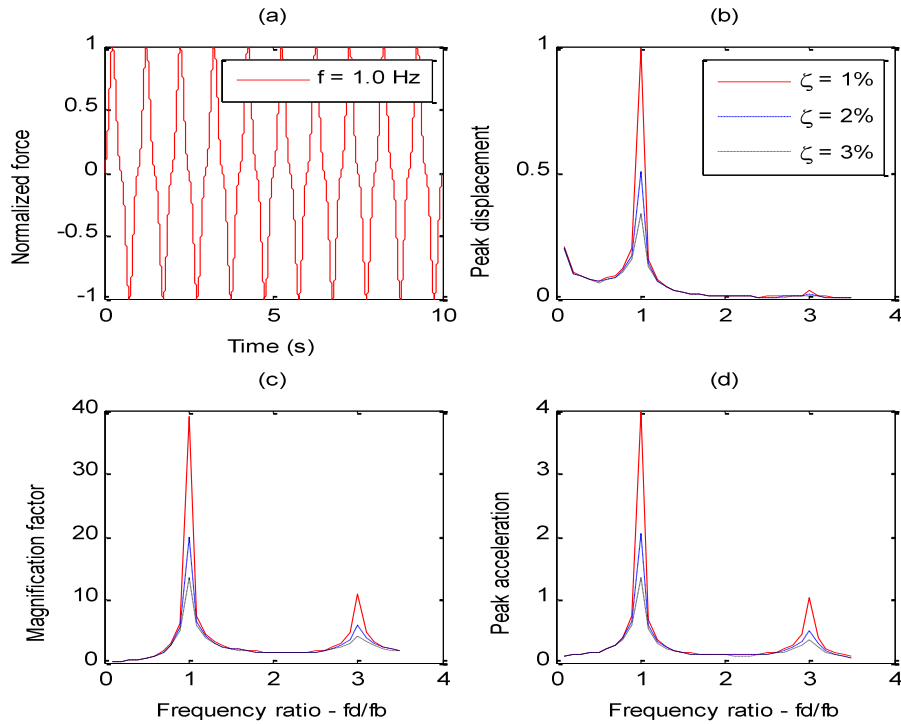 (a)
Normalized force
1
0.5
0
-0.5
-1
f = 1.0 Hz
0
5
10
Time (s)
(b)
Peak displacement
1
0.5
0
ζ = 1%
ζ = 2%
ζ = 3%
0
1
2
3
4
(c)
Magnification factor
40
30
20
10
0
0
1
2
3
4
Frequency ratio - fd/fb
(d)
Peak acceleration
4
3
2
1
0
0
1
2
3
4
Frequency ratio - fd/fb